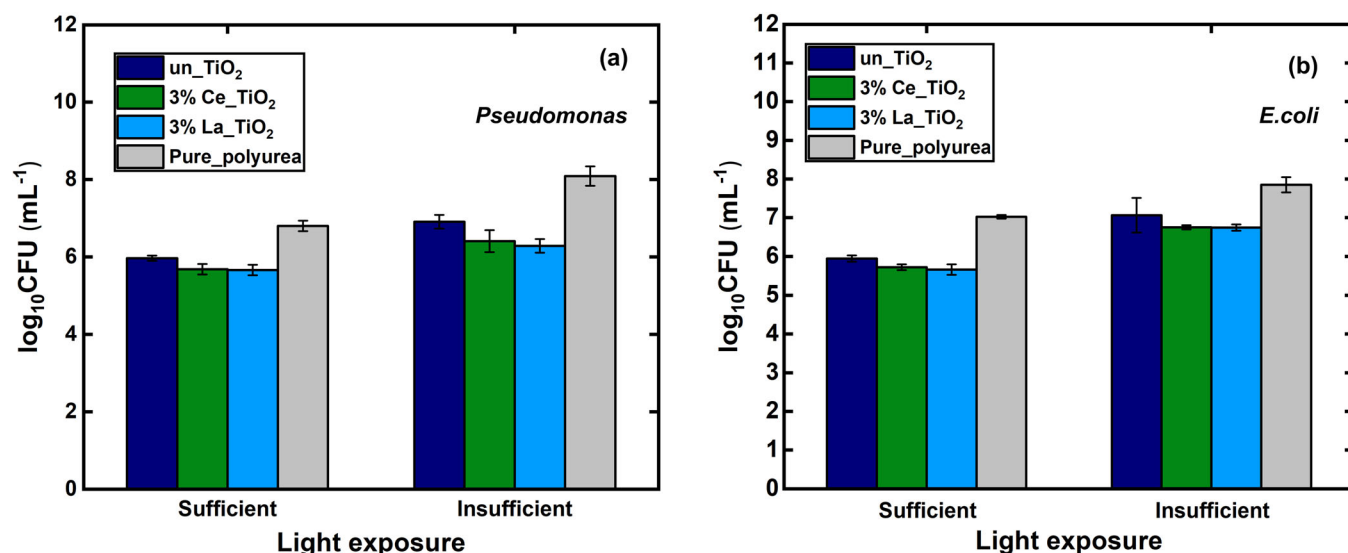 (a)
un_TiO₂
3% Ce_TiO₂
3% La_TiO₂
Pure_polyurea
Pseudomonas
12
10
8
6
4
2
0
log₁₀CFU (mL⁻¹)
Sufficient Insufficient
Light exposure
(b)
un_TiO₂
3% Ce_TiO₂
3% La_TiO₂
Pure_polyurea
E.coli
12
11
10
9
8
7
6
5
4
3
2
1
0
log₁₀CFU (mL⁻¹)
Sufficient Insufficient
Light exposure